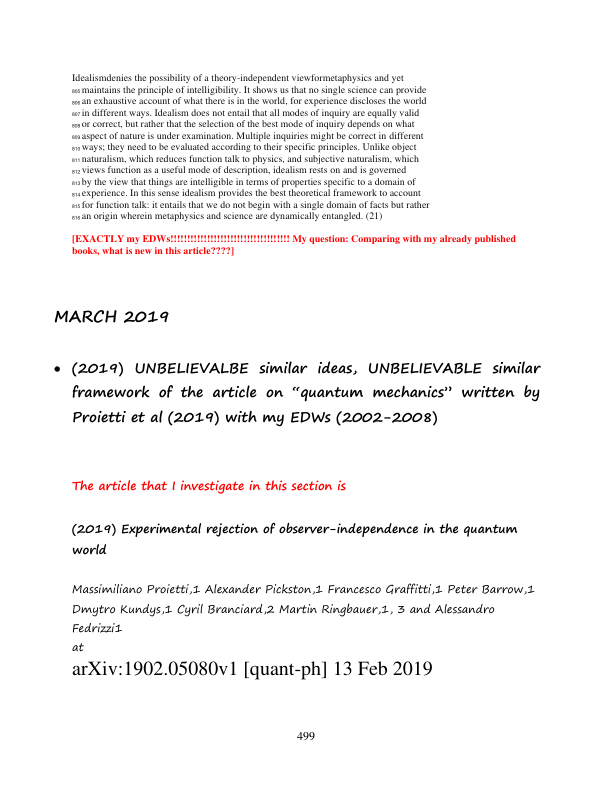 Idealismdenies the possibility of a theory-independent viewformetaphysics and yet
805 maintains the principle of intelligibility. It shows us that no single science can provide
806 an exhaustive account of what there is in the world, for experience discloses the world
807 in different ways. Idealism does not entail that all modes of inquiry are equally valid
808 or correct, but rather that the selection of the best mode of inquiry depends on what
809 aspect of nature is under examination. Multiple inquiries might be correct in different
810 ways; they need to be evaluated according to their specific principles. Unlike object
811 naturalism, which reduces function talk to physics, and subjective naturalism, which
812 views function as a useful mode of description, idealism rests on and is governed
813 by the view that things are intelligible in terms of properties specific to a domain of
814 experience. In this sense idealism provides the best theoretical framework to account
815 for function talk: it entails that we do not begin with a single domain of facts but rather
816 an origin wherein metaphysics and science are dynamically entangled. (21)
[EXACTLY my EDWs!!!!!!!!!!!!!!!!!!!!!!!!!!!!!!!!!!!! My question: Comparing with my already published
books, what is new in this article????]
MARCH 2019
• (2019) UNBELIEVALBE similar ideas, UNBELIEVABLE similar
framework of the article on “quantum mechanics” written by
Proietti et al (2019) with my EDWs (2002-2008)
The article that I investigate in this section is
(2019) Experimental rejection of observer-independence in the quantum
world
Massimiliano Proietti,1 Alexander Pickston,1 Francesco Graffitti,1 Peter Barrow,1
Dmytro Kundys,1 Cyril Branciard,2 Martin Ringbauer,1, 3 and Alessandro
Fedrizzi1
at
arXiv:1902.05080v1 [quant-ph] 13 Feb 2019
499